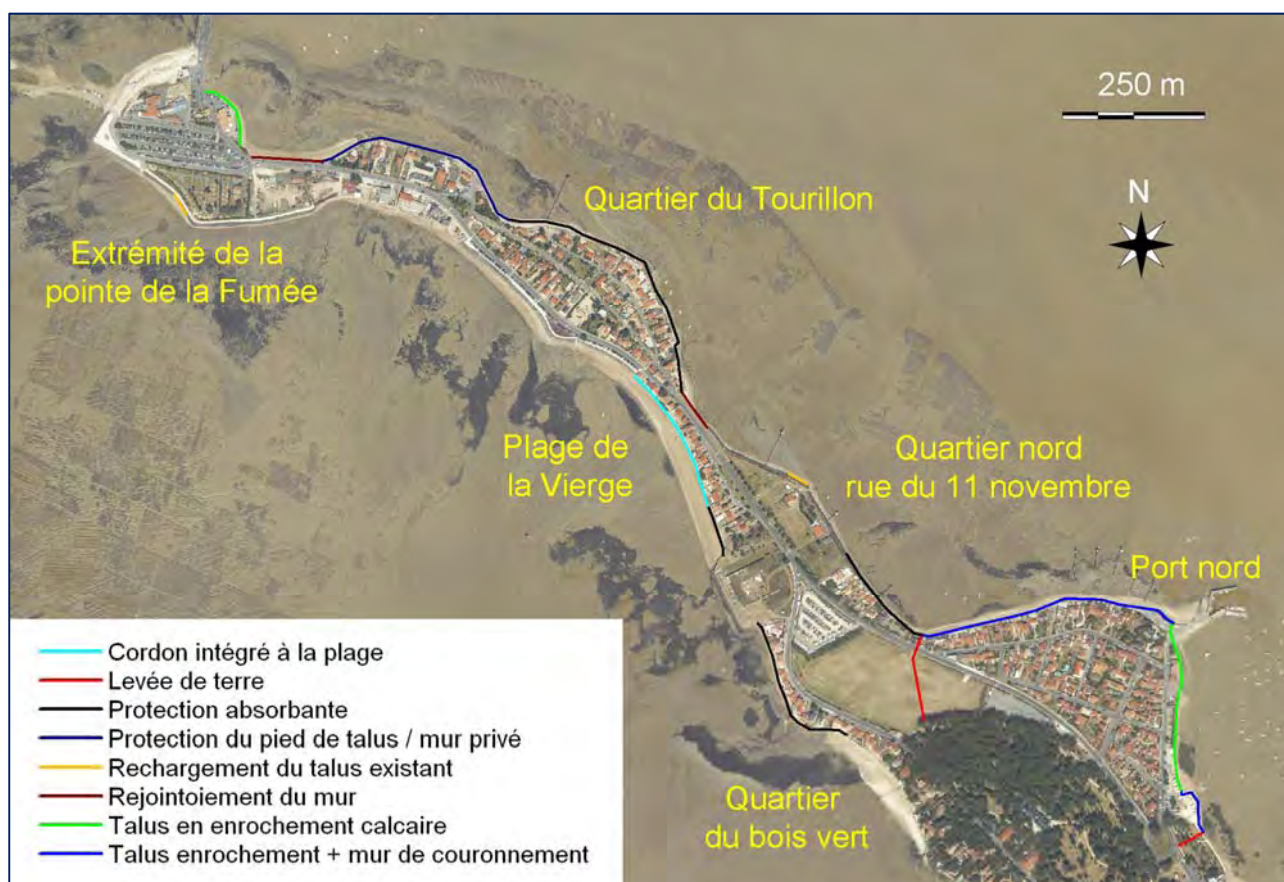 250 m
N
Quartier du Tourillon
Extrémité de la
pointe de la Fumée
Plage de
la Vierge
Quartier nord
rue du 11 novembre
Port nord
Quartier
du bois vert
Cordon intégré à la plage
Levée de terre
Protection absorbante
Protection du pied de talus / mur privé
Rechargement du talus existant
Rejointoiement du mur
Talus en enrochement calcaire
Talus enrochement + mur de couronnement